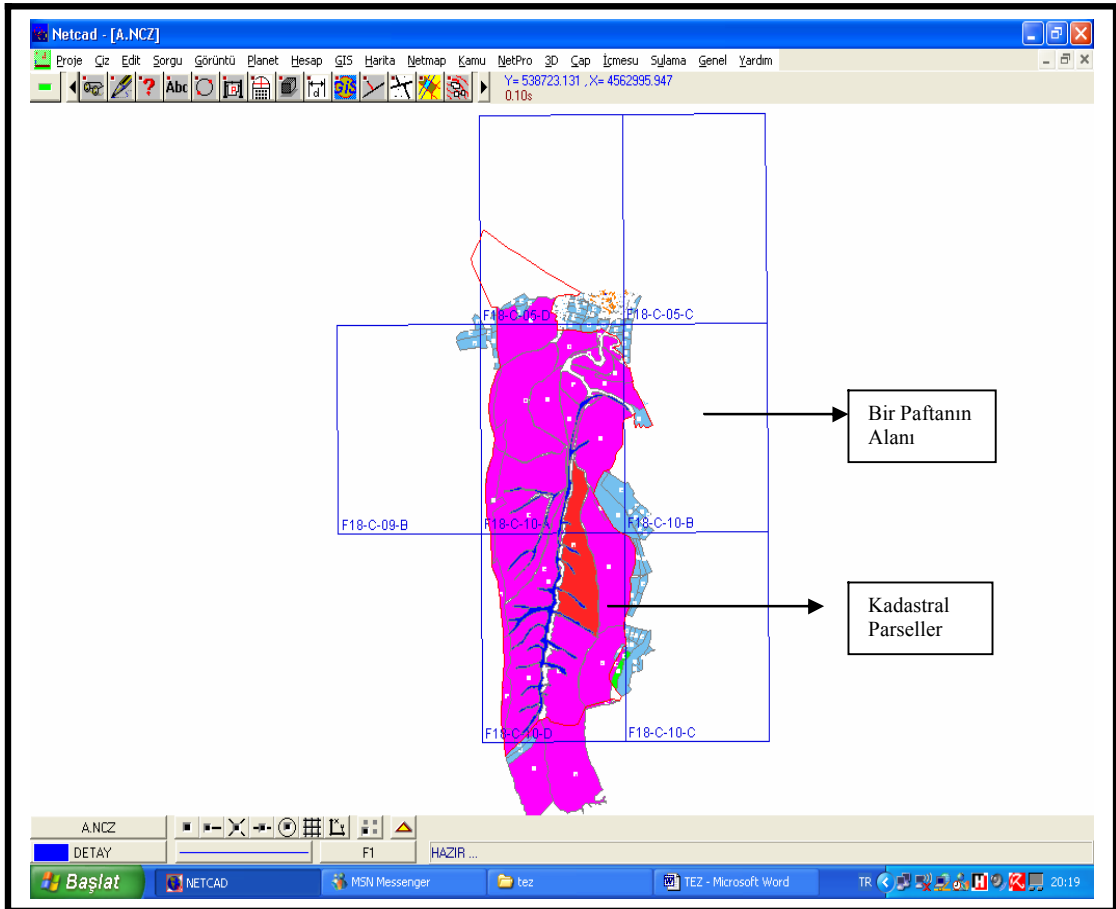 Netcad - [A.NCZ]
Proje Çiz Edit Sorgu Görüntü Planet Hesap GIS Harita Netmap Kamu NetPro 3D Çap İçmesu Sulama Genel Yardım
Abc GIS
Y= 538723.131 , X= 4562995.947
0.10s
F18-C-05-D F18-C-05-C
Bir Paftanın
Alanı
F18-C-09-B F18-C-10-A F18-C-10-B
Kadastral
Parseller
F18-C-10-D F18-C-10-C
A.NCZ
DETAY F1 HAZIR ...
Başlat NETCAD MSN Messenger tez TEZ - Microsoft Word TR 20:19